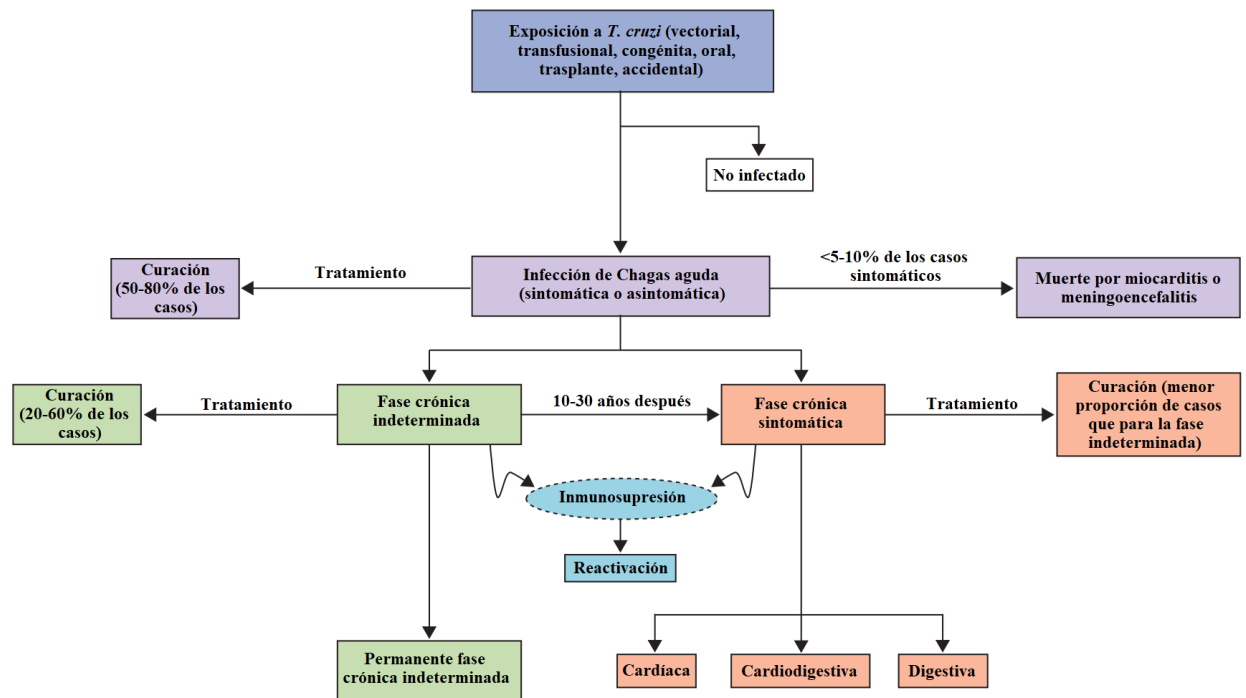 Exposición a T. cruzi (vectorial,
transfusional, congénita, oral,
trasplante, accidental)
No infectado
Curación
(50-80% de los
casos)
Tratamiento
Infección de Chagas aguda
(sintomática o asintomática)
<5-10% de los casos
sintomáticos
Muerte por miocarditis o
meningoencefalitis
Curación
(20-60% de los
casos)
Tratamiento
Fase crónica
indeterminada
10-30 años después
Fase crónica
sintomática
Tratamiento
Curación (menor
proporción de casos
que para la fase
indeterminada)
Inmunosupresión
Reactivación
Permanente fase
crónica indeterminada
Cardíaca
Cardiodigestiva
Digestiva